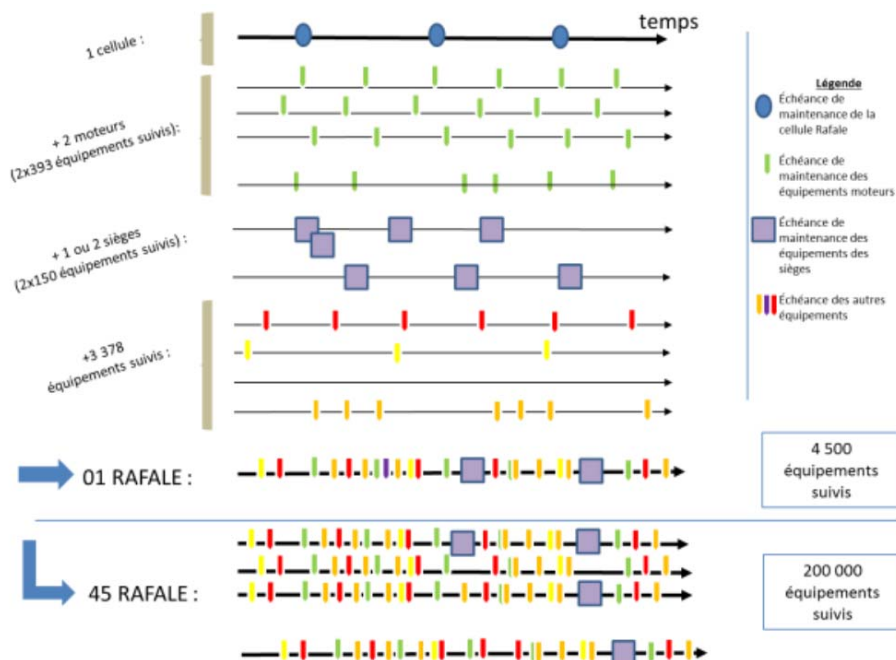 temps
1 cellule :
+ 2 moteurs
(2x393 équipements suivis):
+ 1 ou 2 sièges
(2x150 équipements suivis) :
+3 378
équipements suivis :
01 RAFALE :
45 RAFALE :
Légende
Échéance de
maintenance de la
cellule Rafale
Échéance de
maintenance des
équipements moteurs
Échéance de
maintenance des
équipements des
sièges
Échéance des autres
équipements
4 500
équipements
suivis
200 000
équipements
suivis